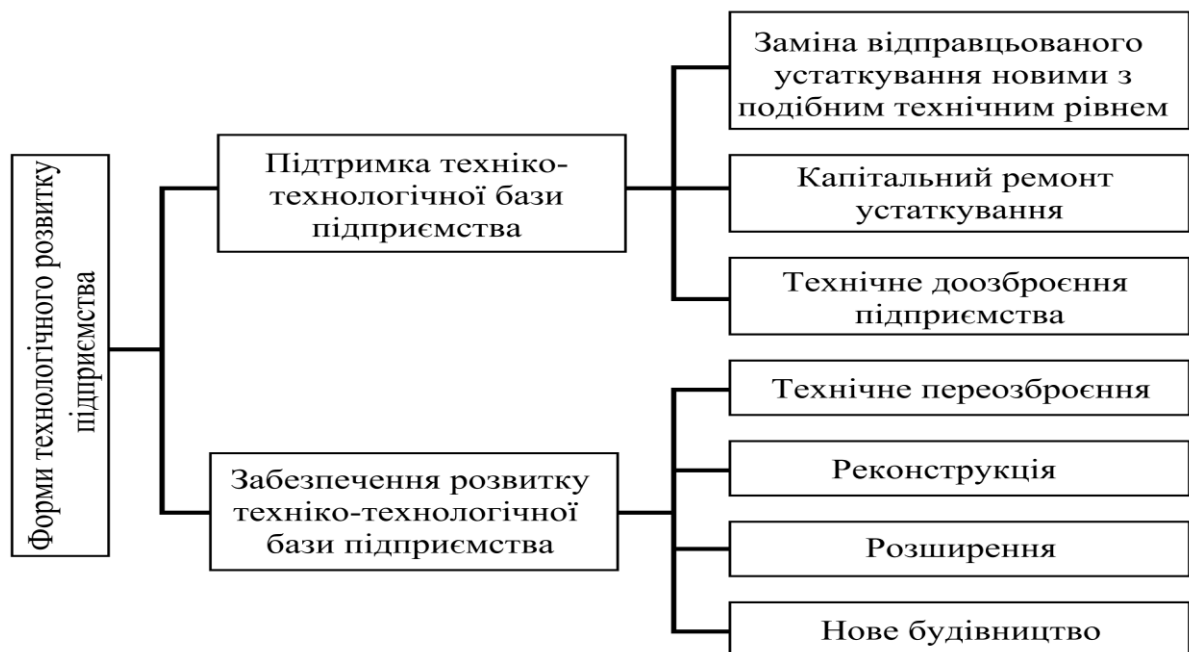 Форми технологічного розвитку
підприємства
Підтримка техніко-
технологічної бази
підприємства
Заміна відправцьованого
устаткування новими з
подібним технічним рівнем
Капітальний ремонт
устаткування
Технічне доозброєння
підприємства
Забезпечення розвитку
техніко-технологічної
бази підприємства
Технічне переозброєння
Реконструкція
Розширення
Нове будівництво